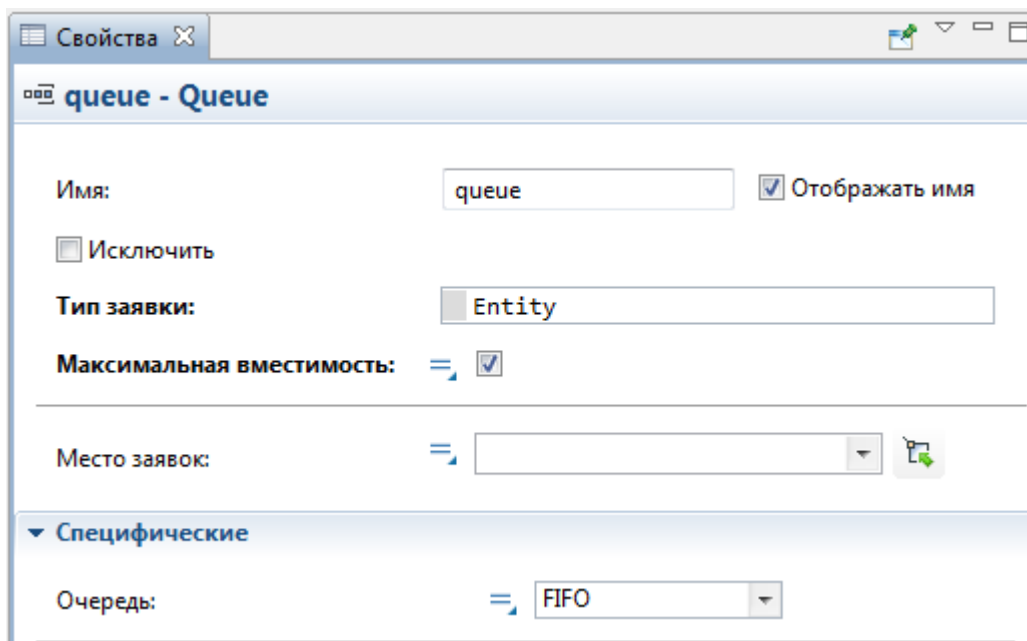 Свойства
queue - Queue
Имя: queue Отображать имя
Исключить
Тип заявки: Entity
Максимальная вместимость:
Место заявок:
Специфические
Очередь: FIFO